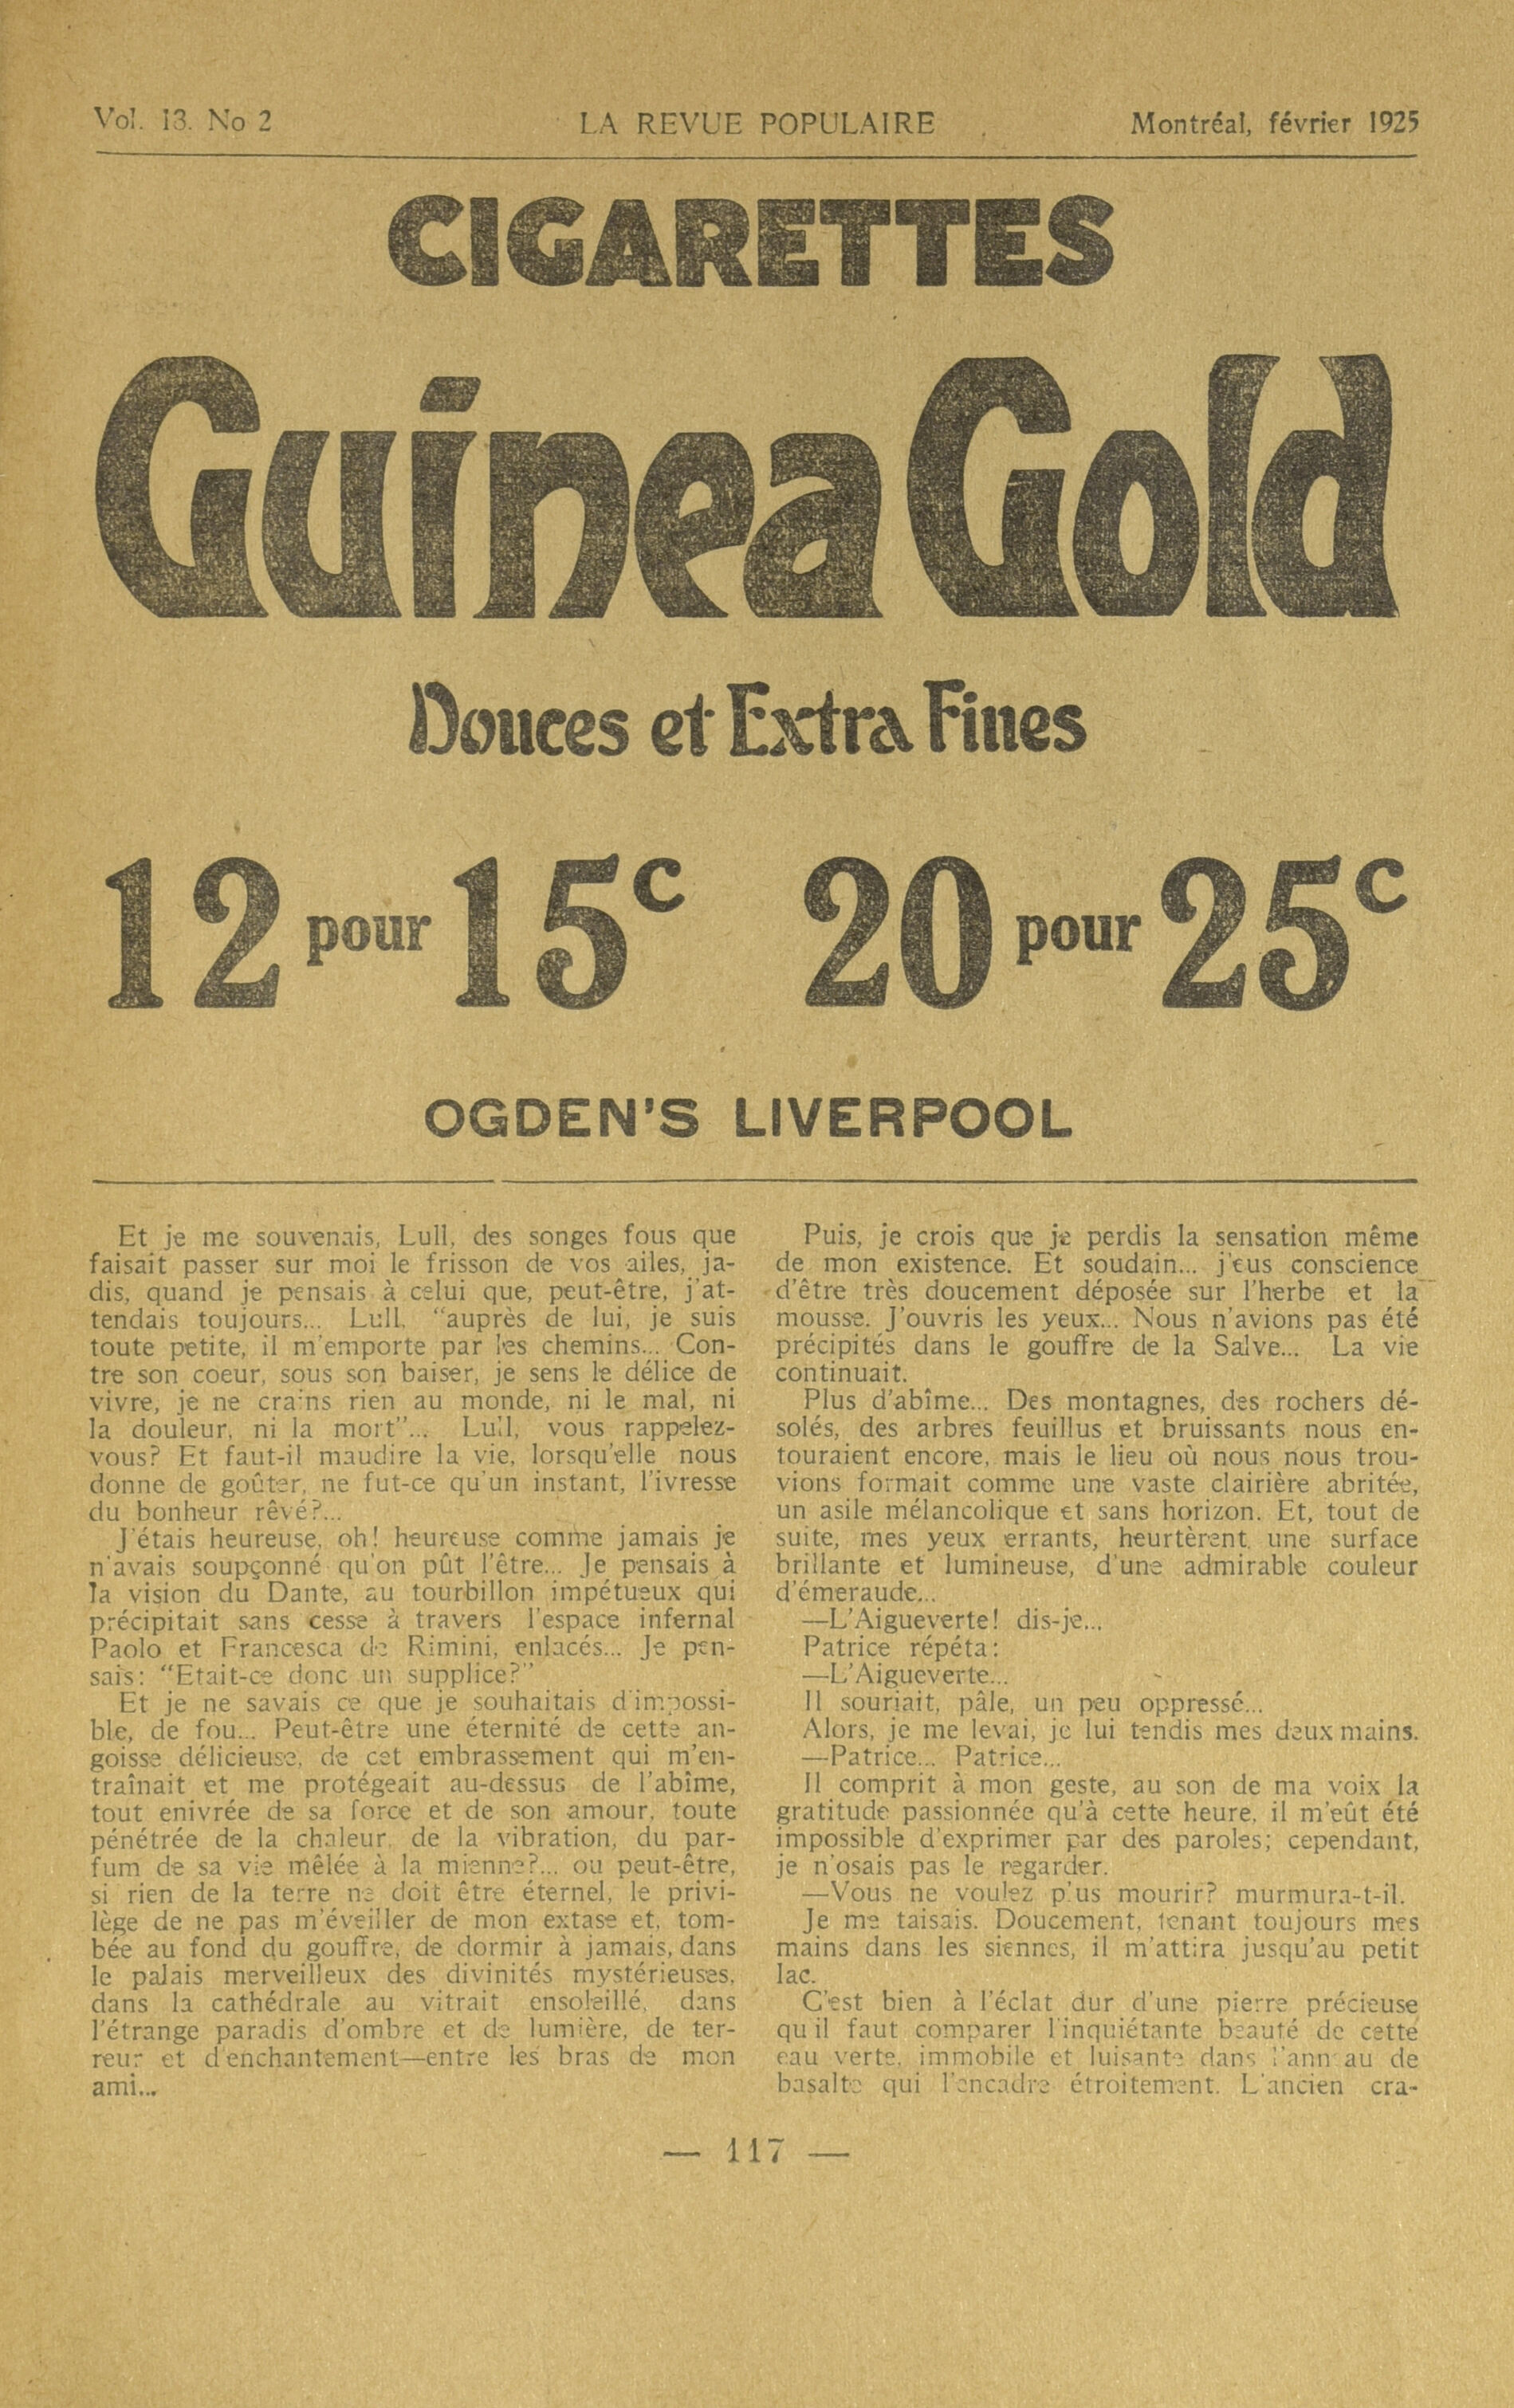 Vol. 13. No 2 LA REVUE POPULAIRE Montréal, février 1925
CIGARETTES
Guinea Gold
Douces et Extra Fines
12 pour 15c 20 pour 25c
OGDEN'S LIVERPOOL
Et je me souvenais, Lull, des songes fous que
faisait passer sur moi le frisson de vos ailes, ja-
dis, quand je pensais à celui que, peut-être, j'at-
tendais toujours... Lull, "auprès de lui, je suis
toute petite, il m'emporte par les chemins... Con-
tre son coeur, sous son baiser, je sens le délice de
vivre, je ne crains rien au monde, ni le mal, ni
la douleur, ni la mort"... Lull, vous rappelez-
vous? Et faut-il maudire la vie, lorsqu'elle nous
donne de goûter, ne fut-ce qu'un instant, l'ivresse
du bonheur rêvé?...
J'étais heureuse, oh! heureuse comme jamais je
n'avais soupçonné qu'on pût l'être... Je pensais à
la vision du Dante, au tourbillon impétueux qui
précipitait sans cesse à travers l'espace infernal
Paolo et Francesca de Rimini, enlacés... Je pen-
sais: "Etait-ce donc un supplice?"
Et je ne savais ce que je souhaitais d'impossi-
ble, de fou... Peut-être une éternité de cette an-
goisse délicieuse, de cet embrassement qui m'en-
traînait et me protégeait au-dessus de l'abîme,
tout enivrée de sa force et de son amour, toute
pénétrée de la chaleur, de la vibration, du par-
fum de sa vie mêlée à la mienne?... ou peut-être,
si rien de la terre ne doit être éternel, le privi-
lège de ne pas m'éveiller de mon extase et, tom-
bée au fond du gouffre, de dormir à jamais, dans
le palais merveilleux des divinités mystérieuses,
dans la cathédrale au vitrait ensoleillé, dans
l'étrange paradis d'ombre et de lumière, de ter-
reur et d'enchantement—entre les bras de mon
ami...
Puis, je crois que je perdis la sensation même
de mon existence. Et soudain... j'eus conscience
d'être très doucement déposée sur l'herbe et la
mousse. J'ouvris les yeux... Nous n'avions pas été
précipités dans le gouffre de la Salve... La vie
continuait.
Plus d'abîme... Des montagnes, des rochers dé-
solés, des arbres feuillus et bruissants nous en-
touraient encore, mais le lieu où nous nous trou-
vions formait comme une vaste clairière abritée,
un asile mélancolique et sans horizon. Et, tout de
suite, mes yeux errants, heurtèrent une surface
brillante et lumineuse, d'une admirable couleur
d'émeraude...
—L'Aigueverte! dis-je...
Patrice répéta:
—L'Aigueverte...
Il souriait, pâle, un peu oppressé...
Alors, je me levai, je lui tendis mes deux mains.
—Patrice... Patrice...
Il comprit à mon geste, au son de ma voix la
gratitude passionnée qu'à cette heure, il m'eût été
impossible d'exprimer par des paroles; cependant,
je n'osais pas le regarder.
—Vous ne voulez plus mourir? murmura-t-il.
Je me taisais. Doucement, tenant toujours mes
mains dans les siennes, il m'attira jusqu'au petit
lac.
C'est bien à l'éclat dur d'une pierre précieuse
qu'il faut comparer l'inquiétante beauté de cette
eau verte, immobile et luisante dans l'anneau de
basalte qui l'encadre étroitement. L'ancien cra-
— 117 —